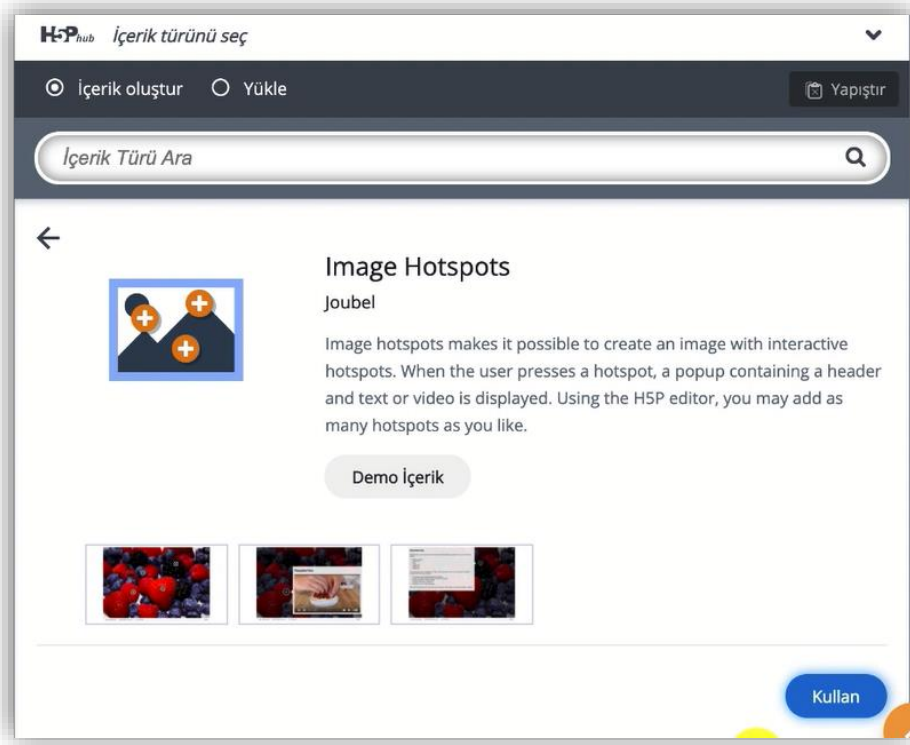 H5Phub İçerik türünü seç
İçerik oluştur Yükle Yapıştır
İçerik Türü Ara
Image Hotspots
Joubel
Image hotspots makes it possible to create an image with interactive
hotspots. When the user presses a hotspot, a popup containing a header
and text or video is displayed. Using the H5P editor, you may add as
many hotspots as you like.
Demo İçerik
Kullan